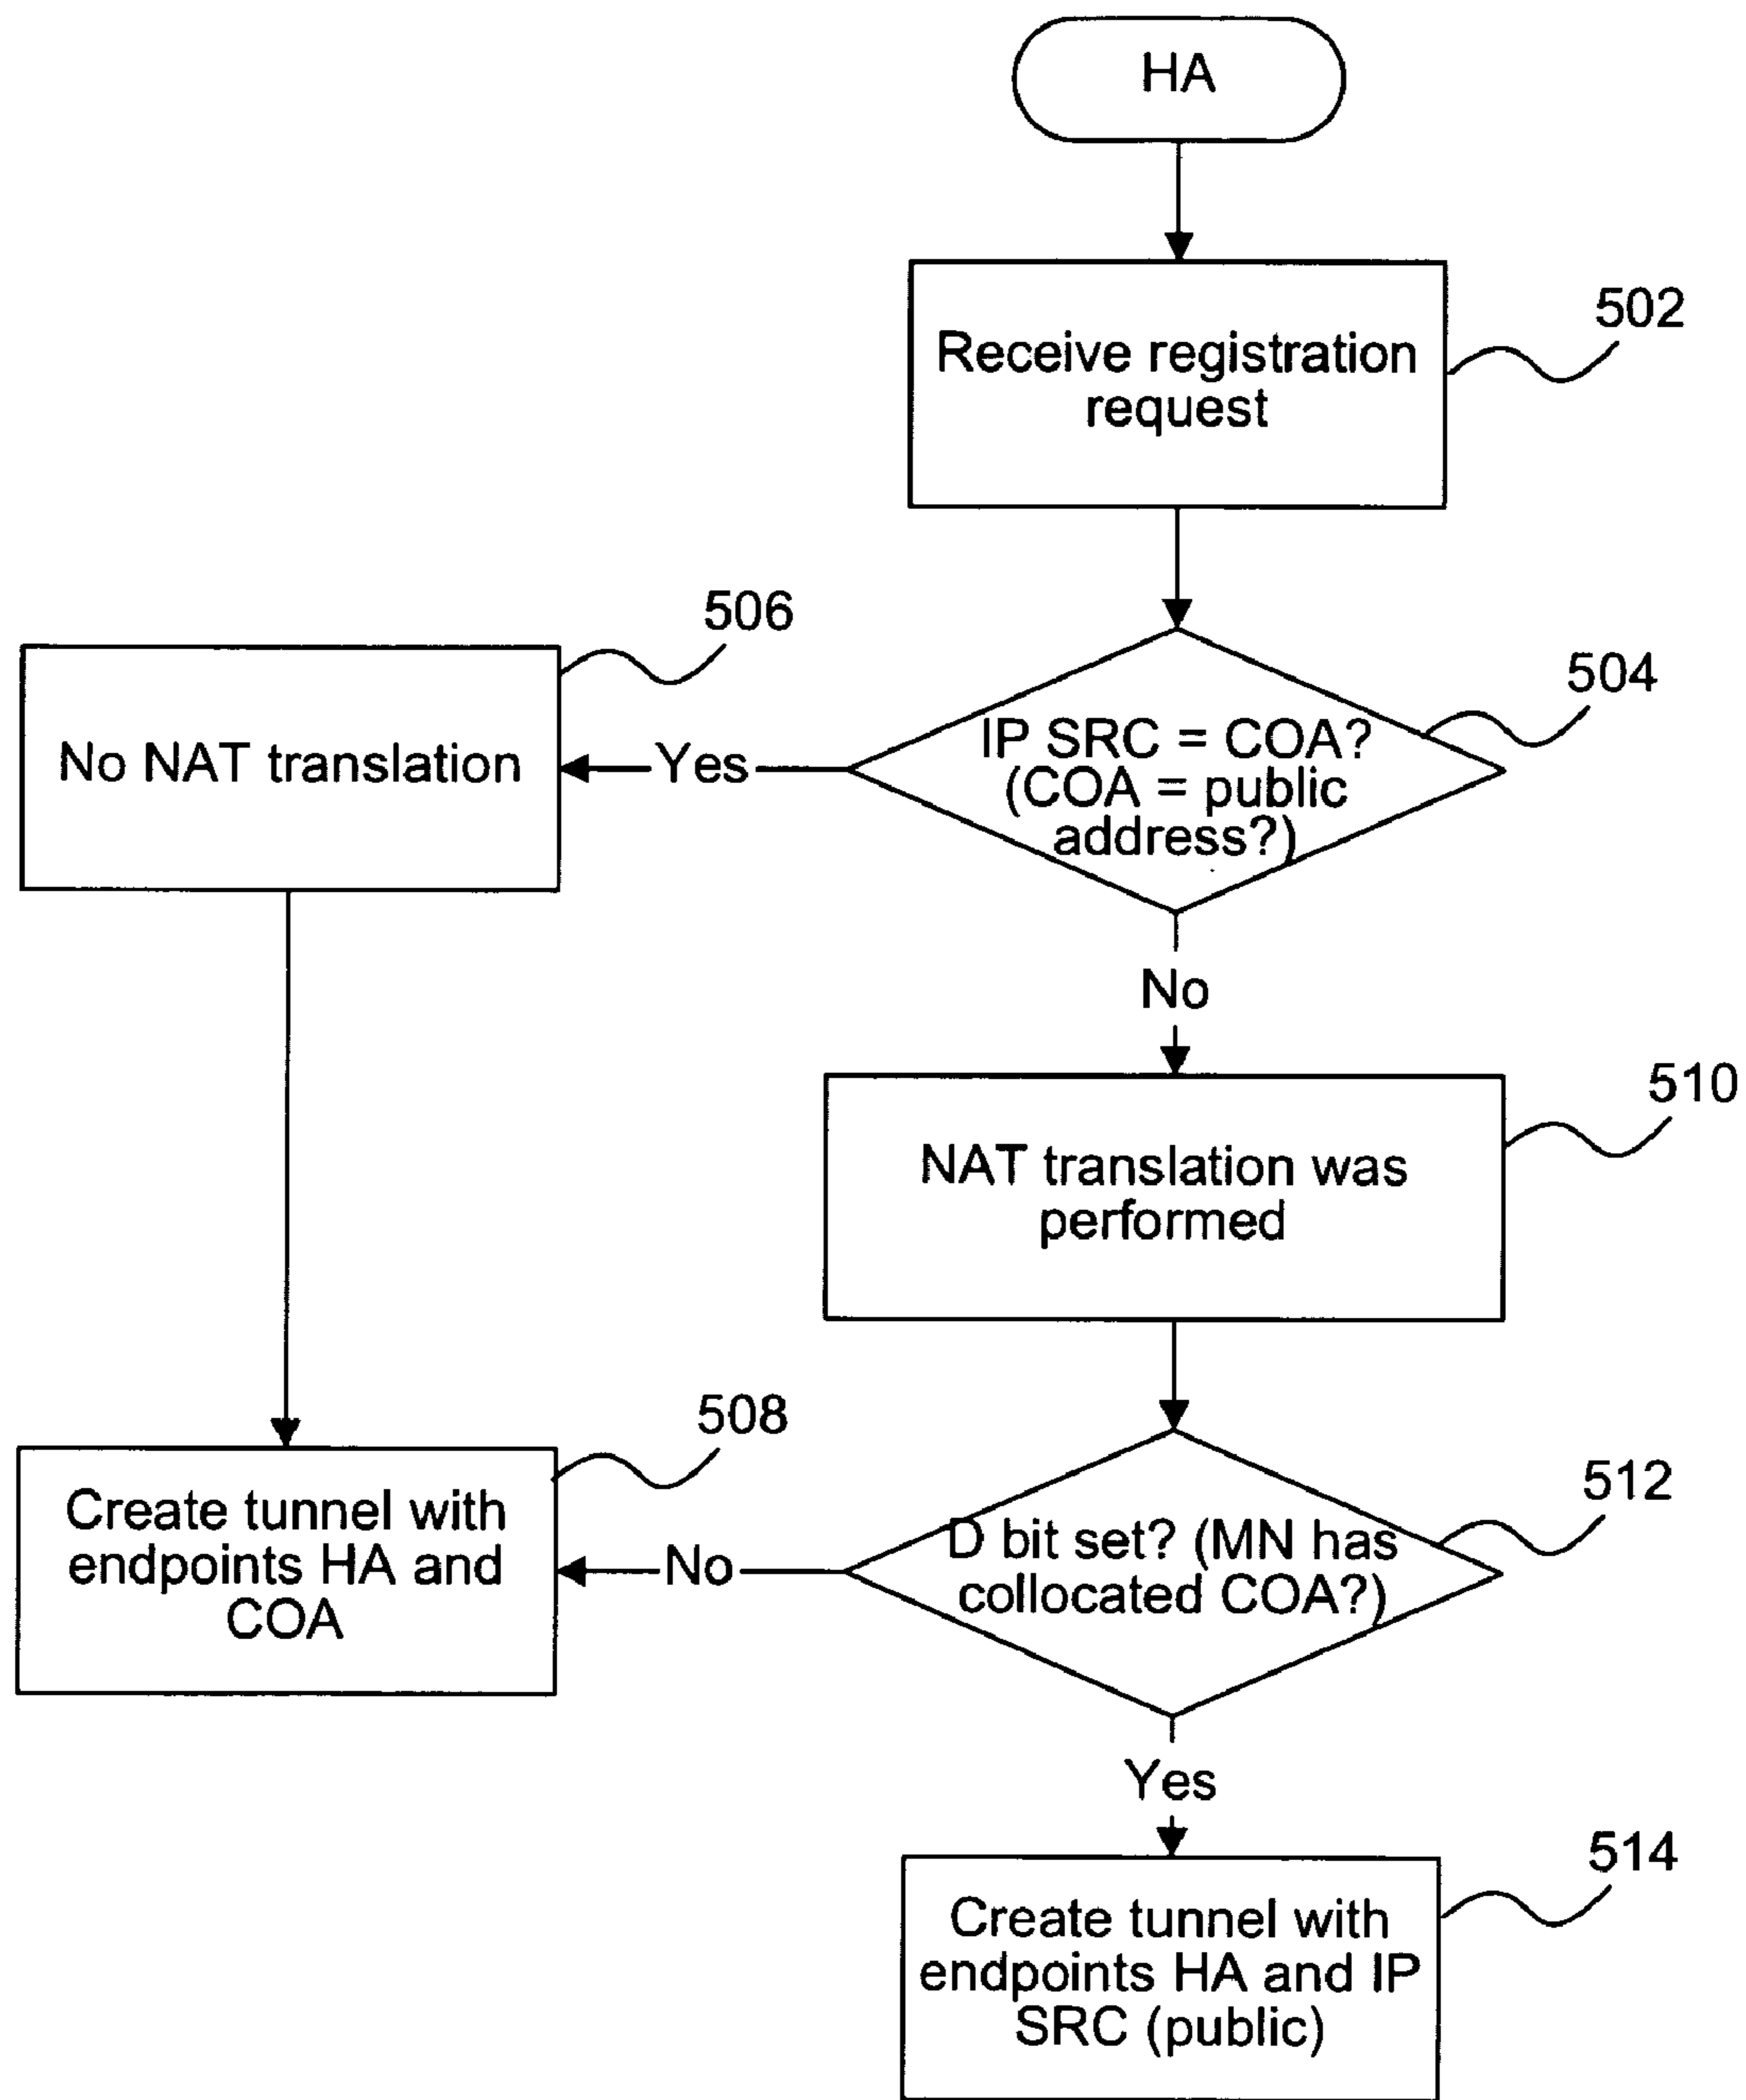 HA
502
Receive registration
request
506
504
No NAT translation
Yes
IP SRC = COA?
(COA = public
address?)
No
510
NAT translation was
performed
508
512
Create tunnel with
endpoints HA and
COA
No
D bit set? (MN has
collocated COA?)
Yes
514
Create tunnel with
endpoints HA and IP
SRC (public)